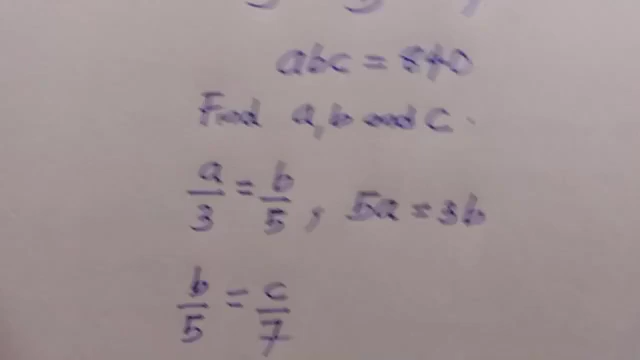 abc = 840
Find a, b and c.
a/3 = b/5, 5a = 3b
b/5 = c/7